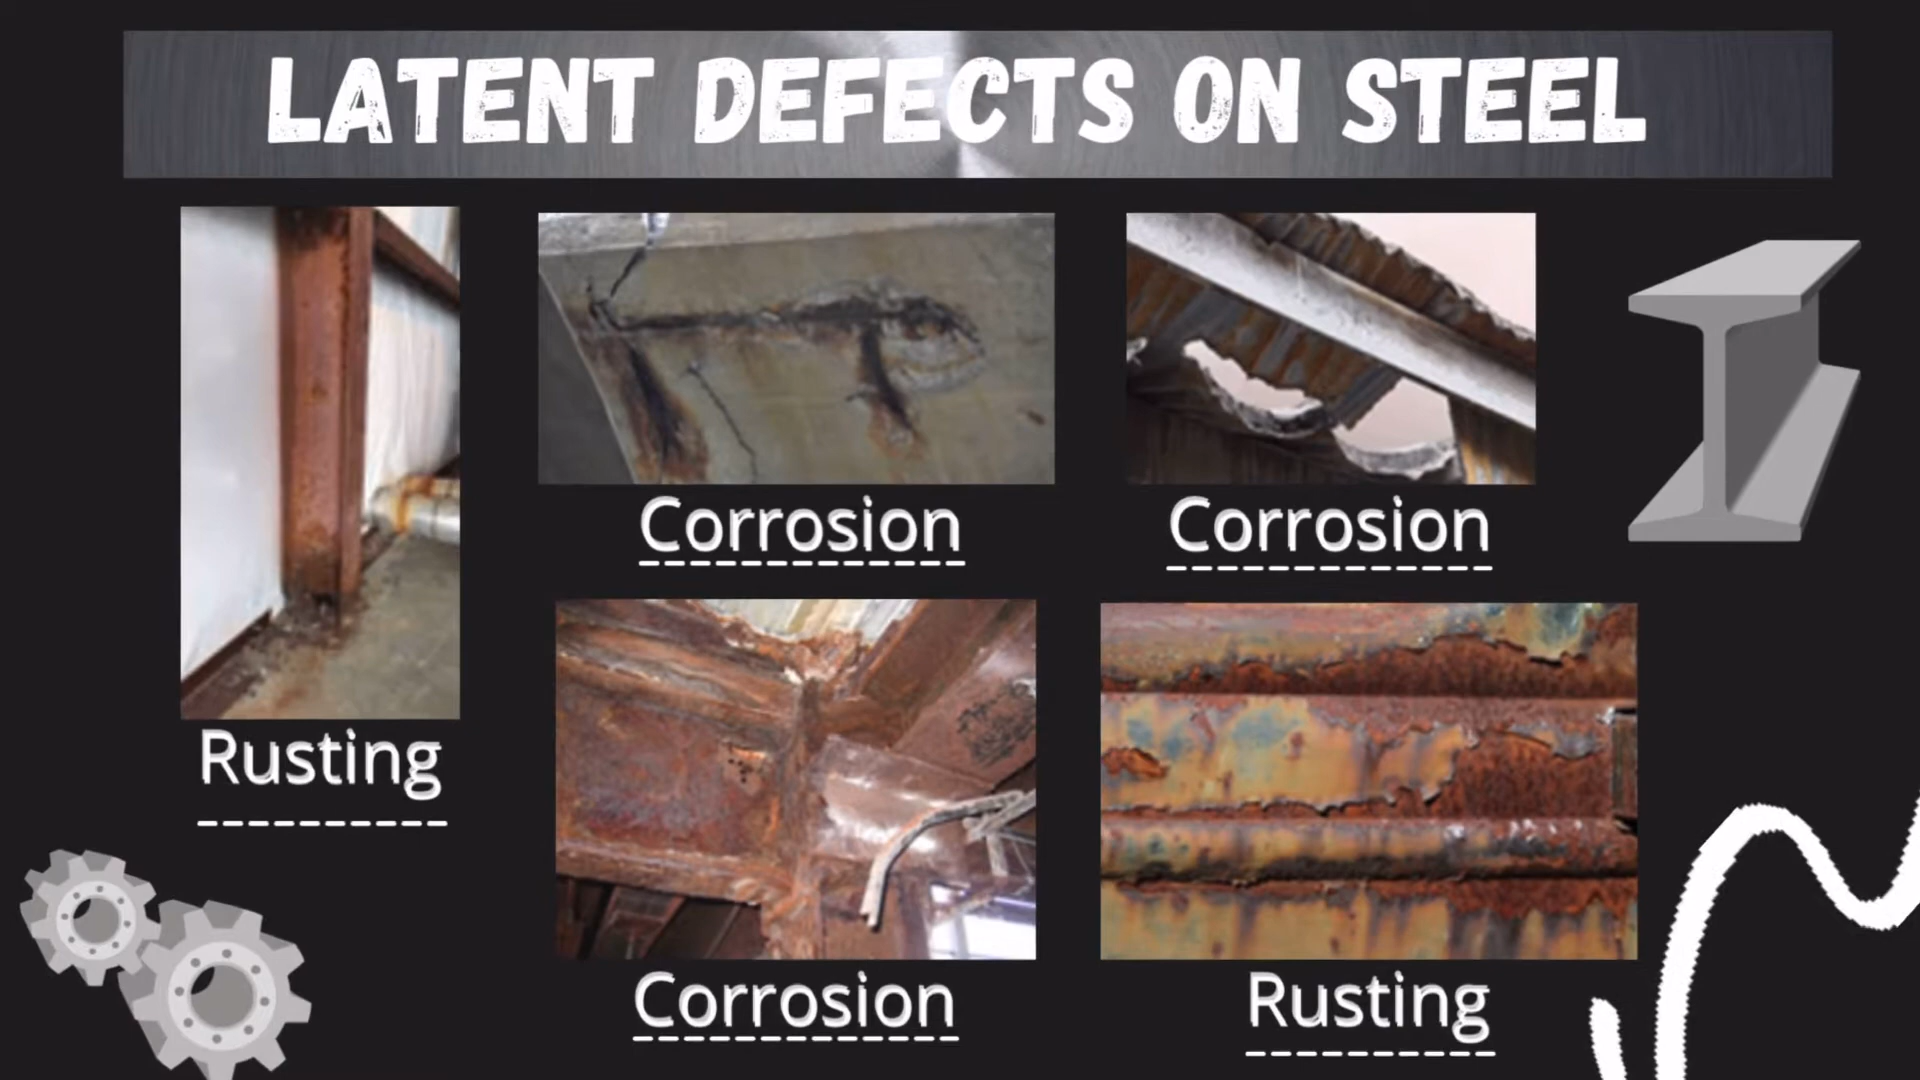 LATENT DEFECTS ON STEEL
Corrosion
Corrosion
Rusting
Corrosion
Rusting